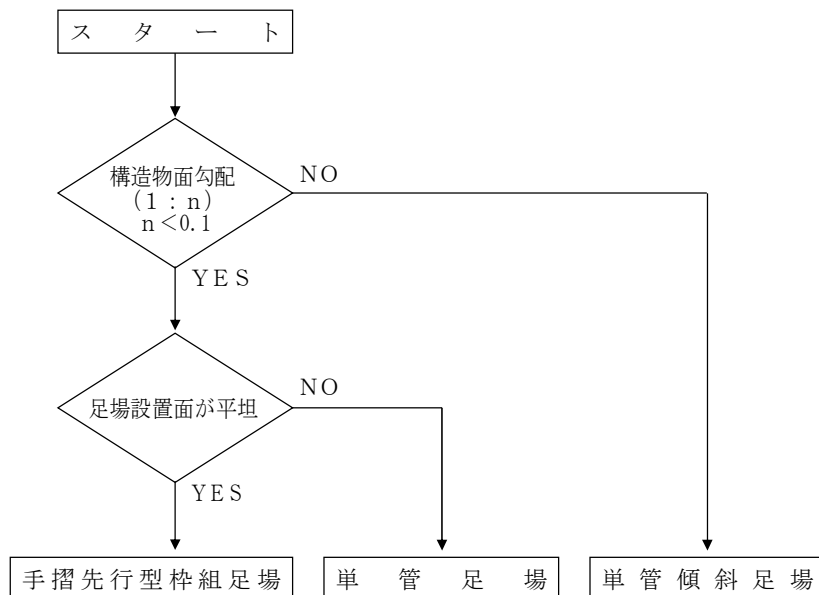 スタート
構造物面勾配
(1:n)
n<0.1
NO
YES
足場設置面が平坦
NO
YES
手摺先行型枠組足場
単管足場
単管傾斜足場